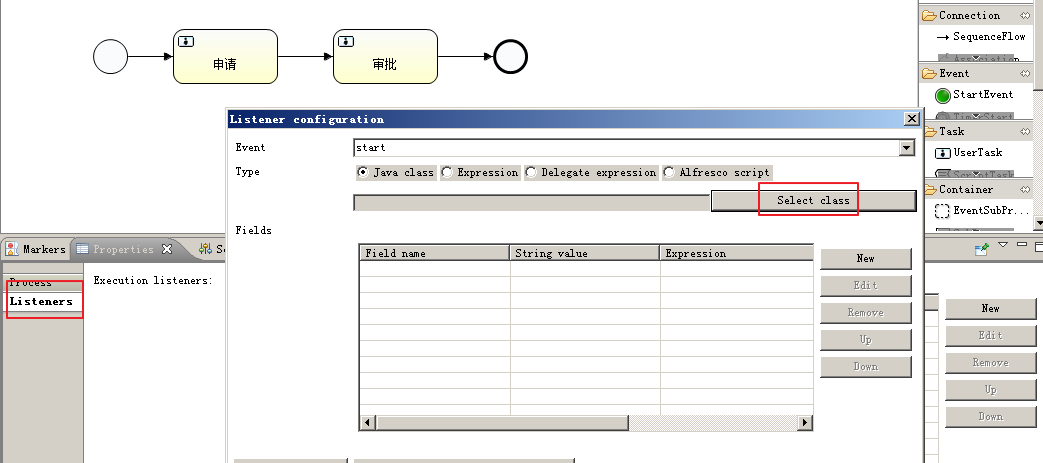 申请
审批
Connection
SequenceFlow
Event
StartEvent
Task
UserTask
Container
EventSubPr...
Listener configuration
Event
start
Type
Java class
Expression
Delegate expression
Alfresco script
Select class
Fields
Field name
String value
Expression
New
Edit
Remove
Up
Down
Markers
Properties
Process
Listeners
Execution listeners:
New
Edit
Remove
Up
Down